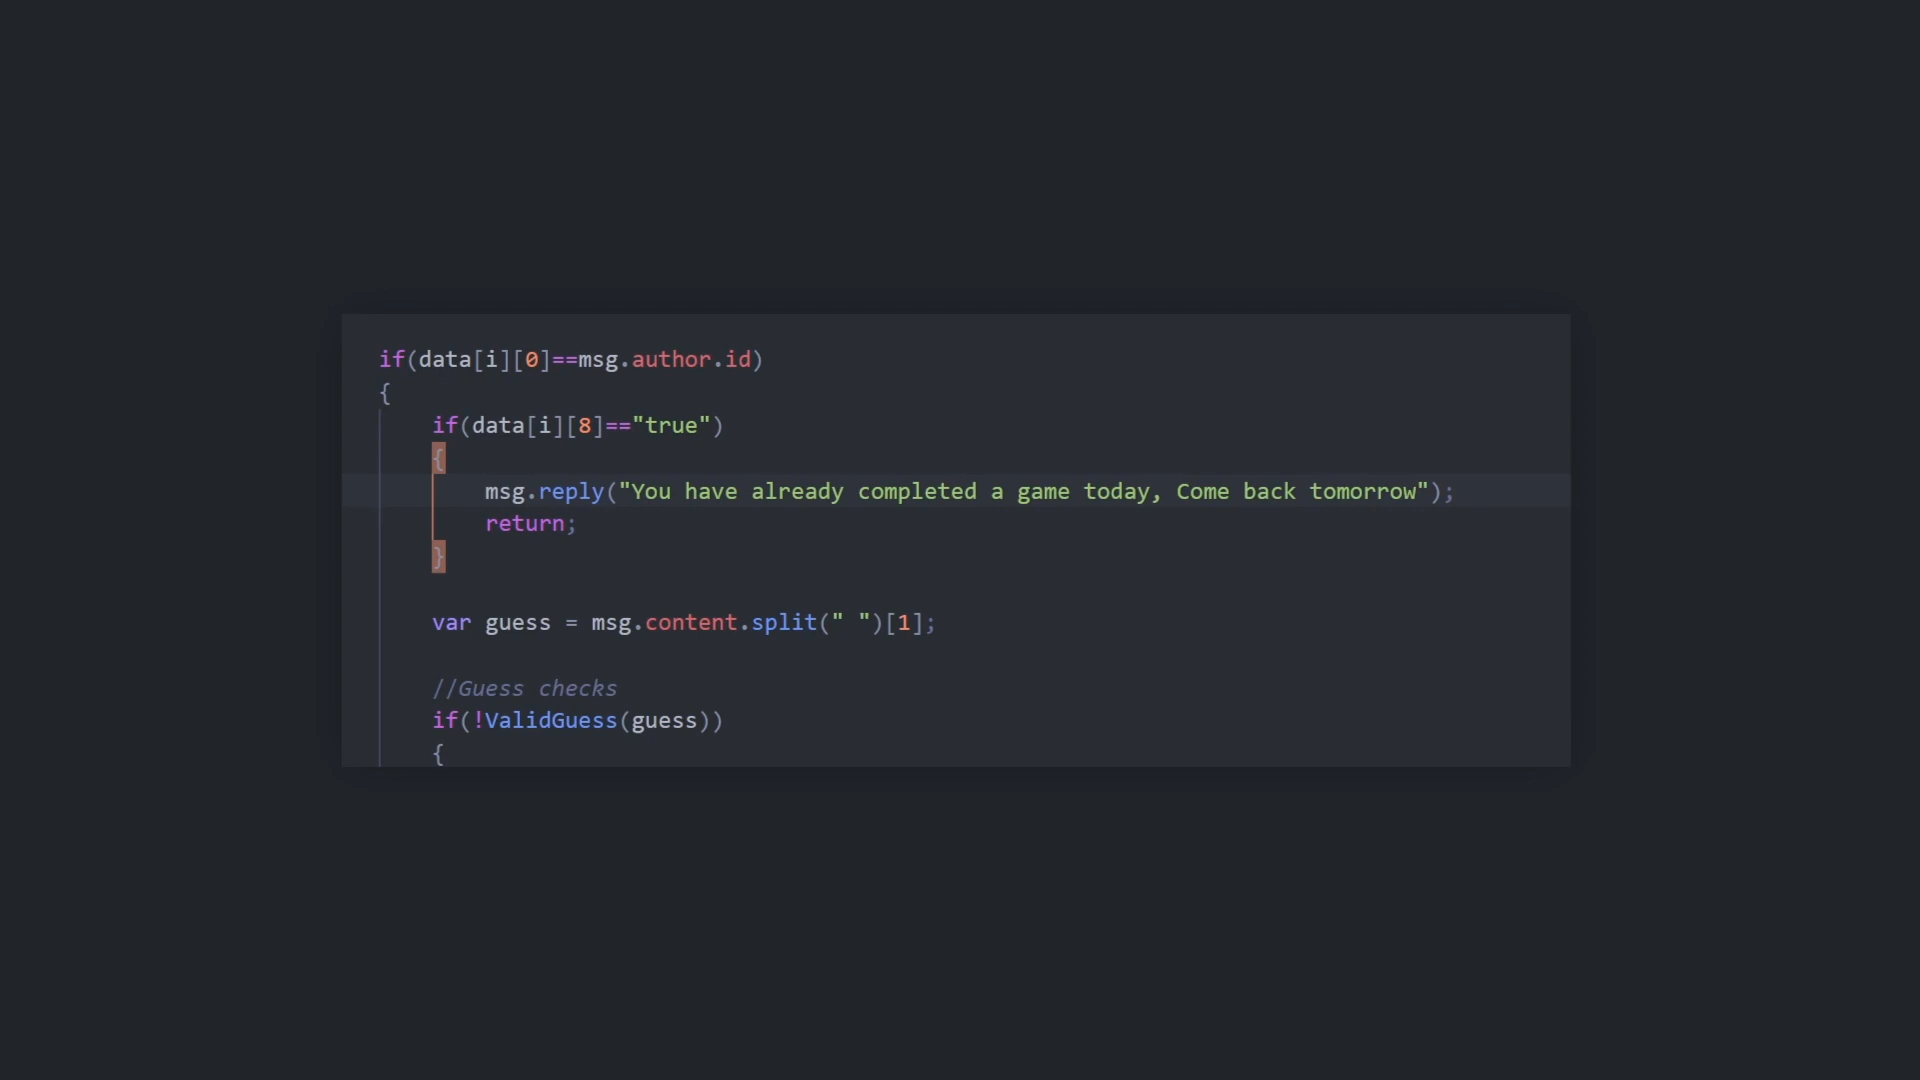 if(data[i][0]==msg.author.id)
{
if(data[i][8]=="true")
{
msg.reply("You have already completed a game today, Come back tomorrow");
return;
}
var guess = msg.content.split(" ")[1];
//Guess checks
if(!ValidGuess(guess))
{